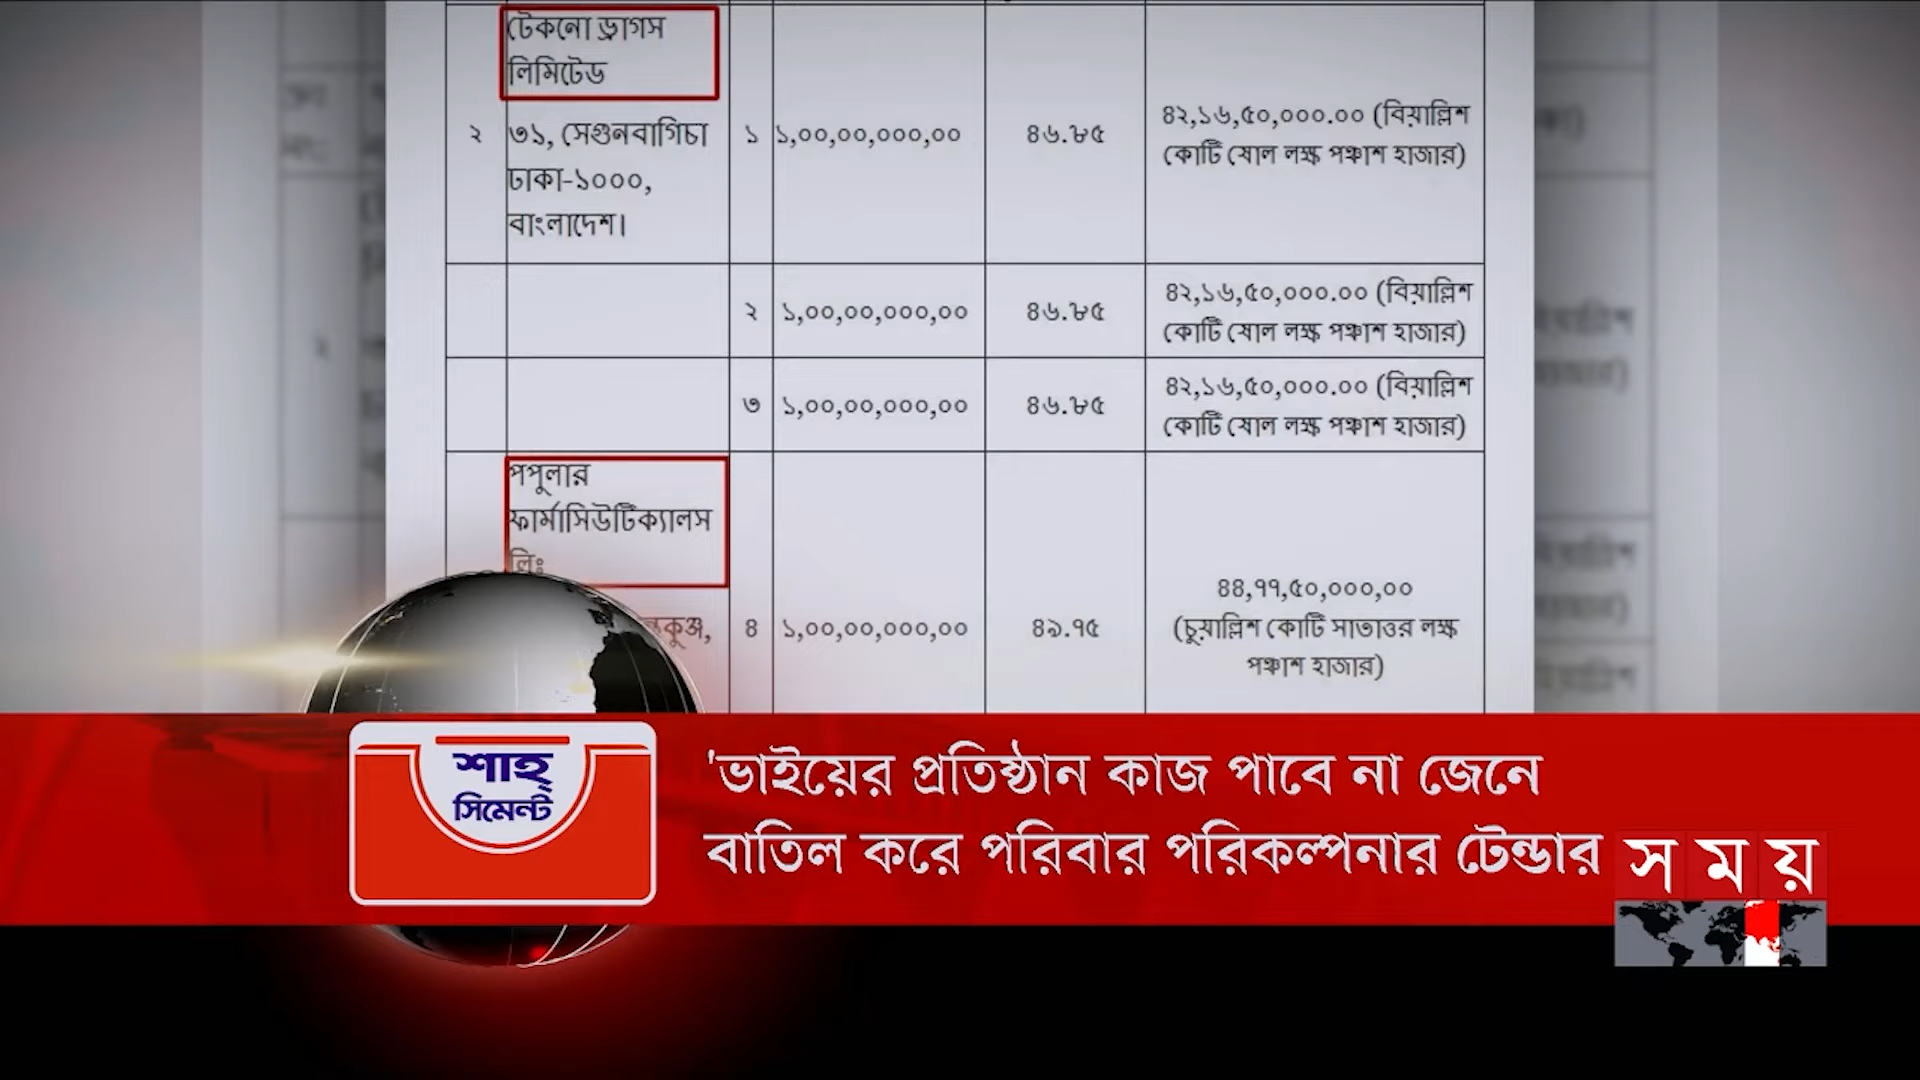 টেকনো ড্রাগস
লিমিটেড
২
৩১, সেগুনবাগিচা
ঢাকা-১০০০,
বাংলাদেশ।
১
১,০০,০০,০০০,০০
৪৬.৮৫
৪২,১৬,৫০,০০০.০০ (বিয়াল্লিশ
কোটি ষোল লক্ষ পঞ্চাশ হাজার)
২
১,০০,০০,০০০,০০
৪৬.৮৫
৪২,১৬,৫০,০০০.০০ (বিয়াল্লিশ
কোটি ষোল লক্ষ পঞ্চাশ হাজার)
৩
১,০০,০০,০০০,০০
৪৬.৮৫
৪২,১৬,৫০,০০০.০০ (বিয়াল্লিশ
কোটি ষোল লক্ষ পঞ্চাশ হাজার)
পপুলার
ফার্মাসিউটিক্যালস
লিঃ
৪
১,০০,০০,০০০,০০
৪৯.৭৫
৪৪,৭৭,৫০,০০০,০০
(চুয়াল্লিশ কোটি সাতাত্তর লক্ষ
পঞ্চাশ হাজার)
শাহ্
সিমেন্ট
'ভাইয়ের প্রতিষ্ঠান কাজ পাবে না জেনে
বাতিল করে পরিবার পরিকল্পনার টেন্ডার
সময়